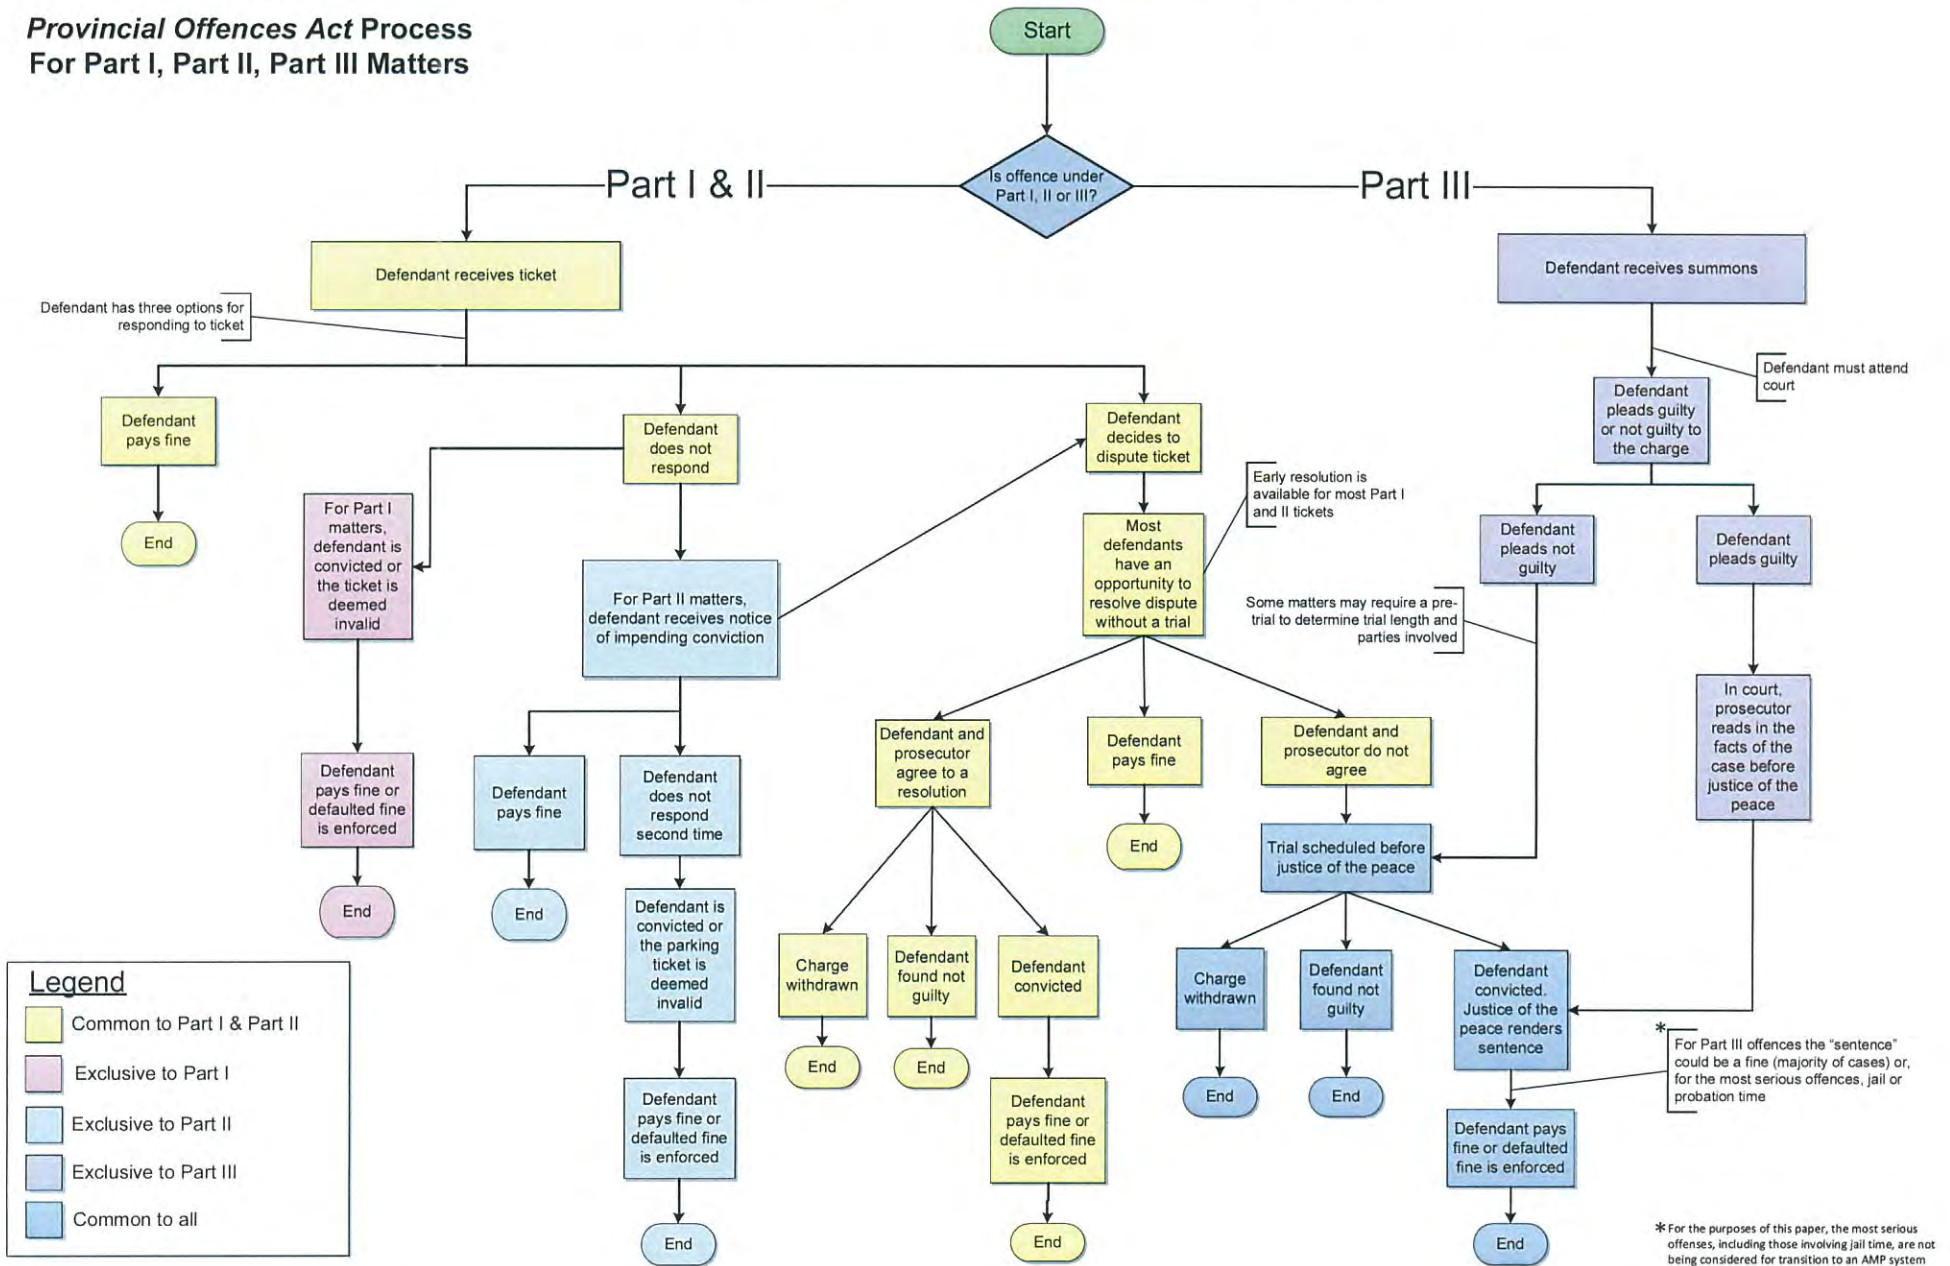 Provincial Offences Act Process
For Part I, Part II, Part III Matters
Start
Is offence under
Part I, II or III?
Part I & II
Part III
Defendant receives ticket
Defendant receives summons
Defendant has three options for
responding to ticket
Defendant must attend
court
Defendant
pays fine
End
Defendant
does not
respond
Defendant
decides to
dispute ticket
Defendant
pleads guilty
or not guilty to
the charge
For Part I
matters,
defendant is
convicted or
the ticket is
deemed
invalid
For Part II matters,
defendant receives notice
of impending conviction
Most
defendants
have an
opportunity to
resolve dispute
without a trial
Early resolution is
available for most Part I
and II tickets
Defendant
pleads not
guilty
Defendant
pleads guilty
Some matters may require a pre-
trial to determine trial length and
parties involved
In court,
prosecutor
reads in the
facts of the
case before
justice of the
peace
Defendant
pays fine or
defaulted fine
is enforced
End
Defendant
pays fine
End
Defendant
does not
respond
second time
Defendant is
convicted or
the parking
ticket is
deemed
invalid
Defendant
pays fine or
defaulted fine
is enforced
End
Defendant and
prosecutor
agree to a
resolution
Defendant
pays fine
End
Defendant and
prosecutor do not
agree
Trial scheduled before
justice of the peace
Charge
withdrawn
End
Defendant
found not
guilty
End
Defendant
convicted
Defendant
pays fine or
defaulted fine
is enforced
End
Charge
withdrawn
End
Defendant
found not
guilty
End
Defendant
convicted.
Justice of the
peace renders
sentence
*
For Part III offences the “sentence”
could be a fine (majority of cases) or,
for the most serious offences, jail or
probation time
Defendant pays
fine or defaulted
fine is enforced
End
Legend
Common to Part I & Part II
Exclusive to Part I
Exclusive to Part II
Exclusive to Part III
Common to all
* For the purposes of this paper, the most serious
offenses, including those involving jail time, are not
being considered for transition to an AMP system